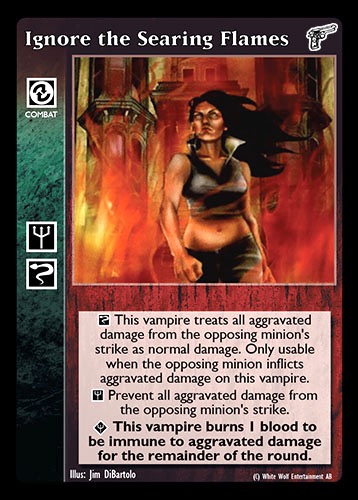 Ignore the Searing Flames
COMBAT
This vampire treats all aggravated
damage from the opposing minion's
strike as normal damage. Only usable
when the opposing minion inflicts
aggravated damage on this vampire.
Prevent all aggravated damage from
the opposing minion's strike.
This vampire burns 1 blood to
be immune to aggravated damage
for the remainder of the round.
Illus: Jim DiBartolo
(C) White Wolf Entertainment AB